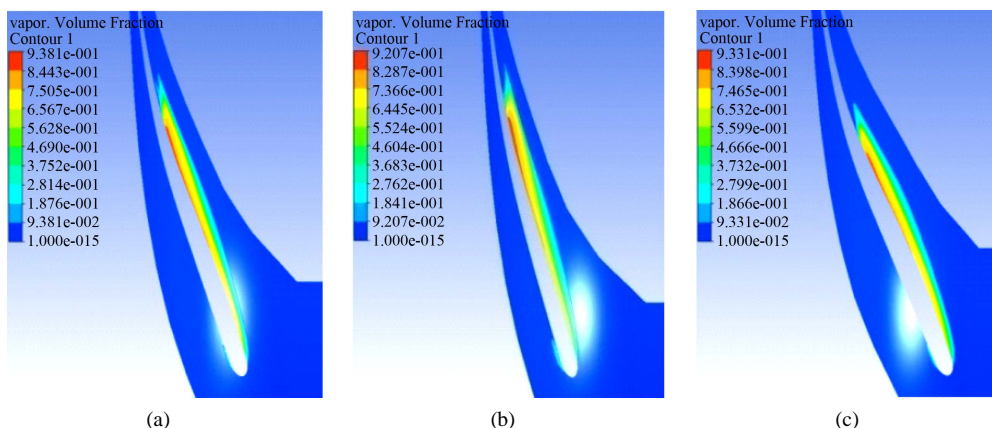 vapor. Volume Fraction
Contour 1
9.381e-001
8.443e-001
7.505e-001
6.567e-001
5.628e-001
4.690e-001
3.752e-001
2.814e-001
1.876e-001
9.381e-002
1.000e-015
(a)
vapor. Volume Fraction
Contour 1
9.207e-001
8.287e-001
7.366e-001
6.445e-001
5.524e-001
4.604e-001
3.683e-001
2.762e-001
1.841e-001
9.207e-002
1.000e-015
(b)
vapor. Volume Fraction
Contour 1
9.331e-001
8.398e-001
7.465e-001
6.532e-001
5.599e-001
4.666e-001
3.732e-001
2.799e-001
1.866e-001
9.331e-002
1.000e-015
(c)